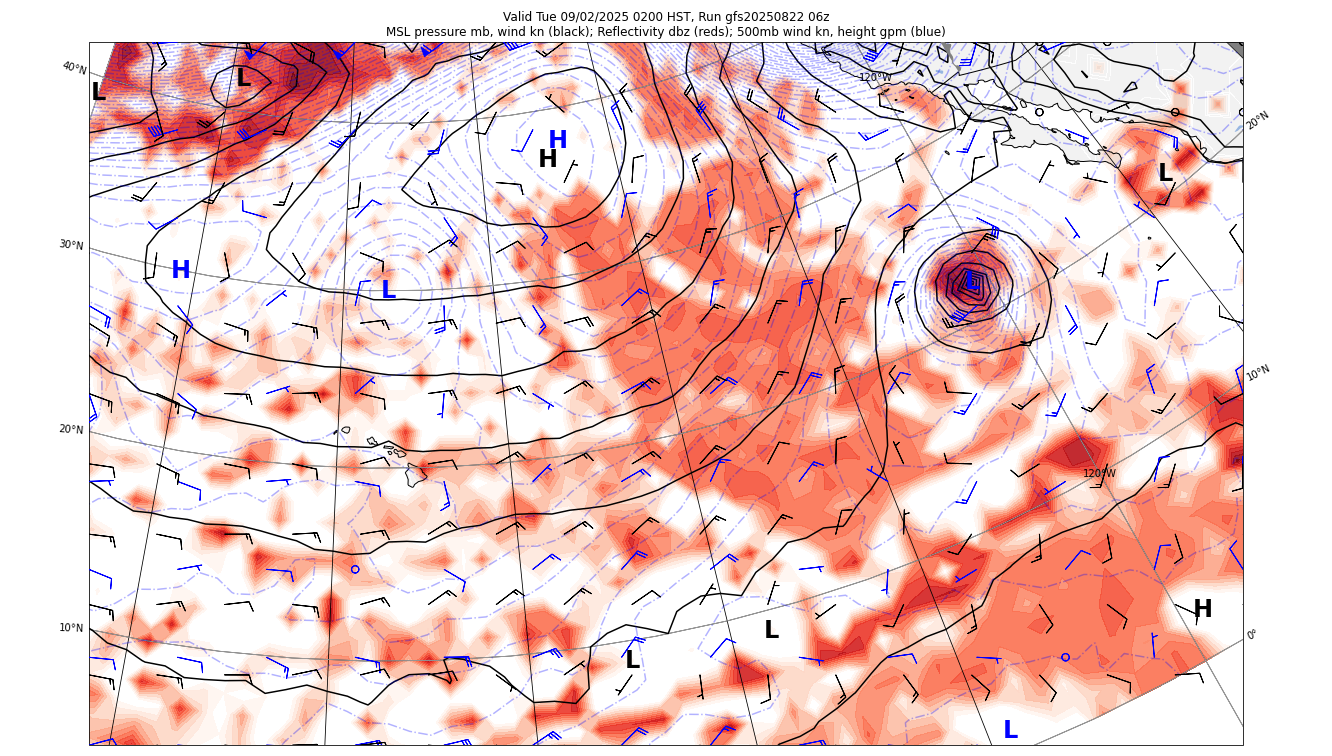 Valid Tue 09/02/2025 0200 HST, Run gfs20250822 06z
MSL pressure mb, wind kn (black); Reflectivity dbz (reds); 500mb wind kn, height gpm (blue)
40°N
L
L
120°W
20°N
H
H
L
30°N
H
L
L
10°N
20°N
120°W
10°N
H
L
0°
L
L